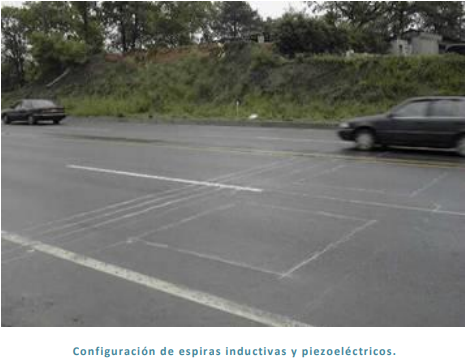 Configuración de espiras inductivas y piezoeléctricos.